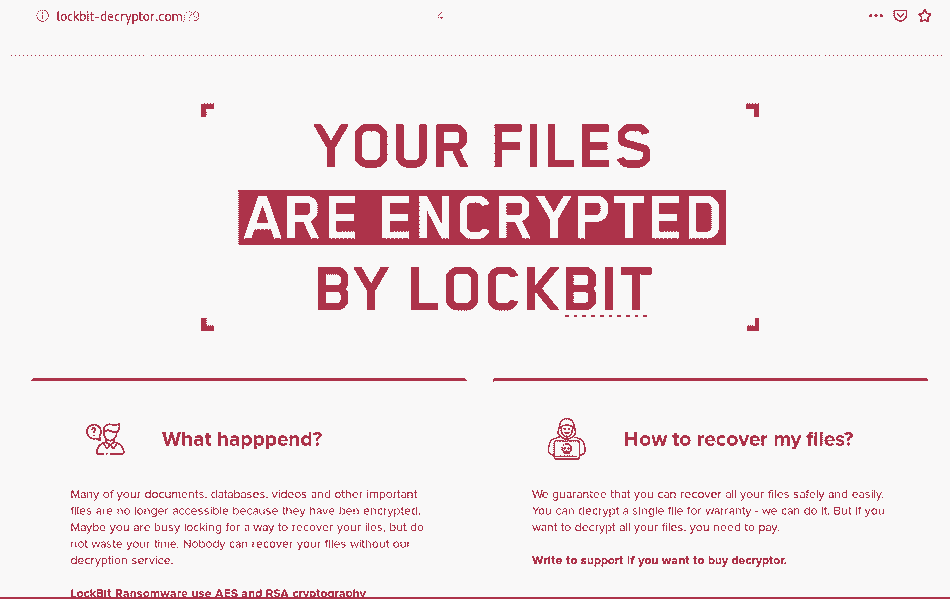 lockbit-decryptor.com/?9
YOUR FILES
ARE ENCRYPTED
BY LOCKBIT
What happpend?
How to recover my files?
Many of your documents, databases, videos and other important
files are no longer accessible because they have ben encrypted.
Maybe you are busy locking for a way to recover your iles, but do
not waste your time. Nobody can recover your files without our
decryption service.
LockBit Ransomware use AES and RSA cryptography
We guarantee that you can recover all your files safely and easily.
You can decrypt a single file for warranty - we can do it. But if you
want to decrypt all your files, you need to pay.
Write to support if you want to buy decryptor.